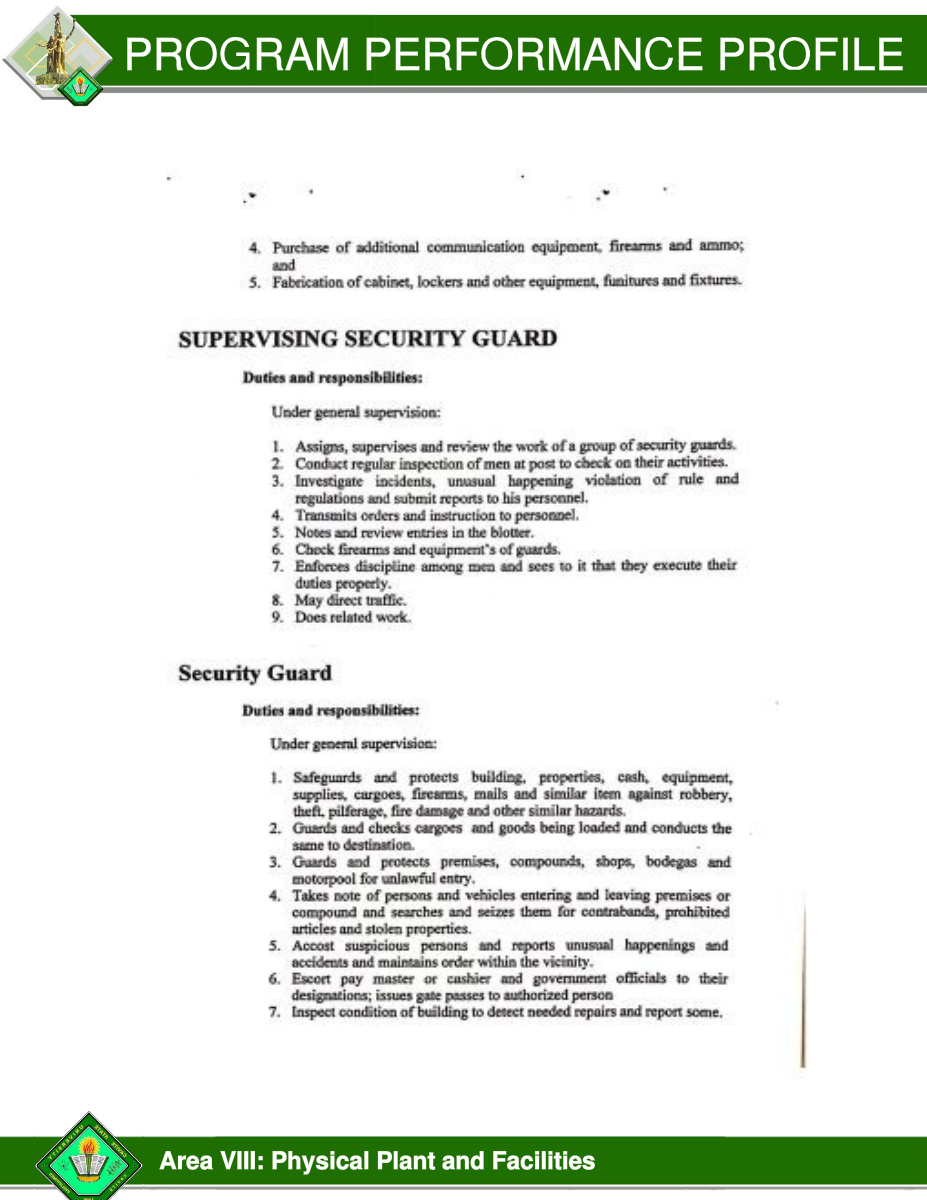 PROGRAM PERFORMANCE PROFILE
4. Purchase of additional communication equipment, firearms and ammo;
and
5. Fabrication of cabinet, lockers and other equipment, funitures and fixtures.
SUPERVISING SECURITY GUARD
Duties and responsibilities:
Under general supervision:
1. Assigns, supervises and review the work of a group of security guards.
2. Conduct regular inspection of men at post to check on their activities.
3. Investigate incidents, unusual happening violation of rule and
regulations and submit reports to his personnel.
4. Transmits orders and instruction to personnel.
5. Notes and review entries in the blotter.
6. Check firearms and equipment's of guards.
7. Enforces discipline among men and sees to it that they execute their
duties properly.
8. May direct traffic.
9. Does related work.
Security Guard
Duties and responsibilities:
Under general supervision:
1. Safeguards and protects building, properties, cash, equipment,
supplies, cargoes, firearms, mails and similar item against robbery,
theft, pilferage, fire damage and other similar hazards.
2. Guards and checks cargoes and goods being loaded and conducts the
same to destination.
3. Guards and protects premises, compounds, shops, bodegas and
motorpool for unlawful entry.
4. Takes note of persons and vehicles entering and leaving premises or
compound and searches and seizes them for contrabands, prohibited
articles and stolen properties.
5. Accost suspicious persons and reports unusual happenings and
accidents and maintains order within the vicinity.
6. Escort pay master or cashier and government officials to their
designations; issues gate passes to authorized person
7. Inspect condition of building to detect needed repairs and report some.
Area VIII: Physical Plant and Facilities